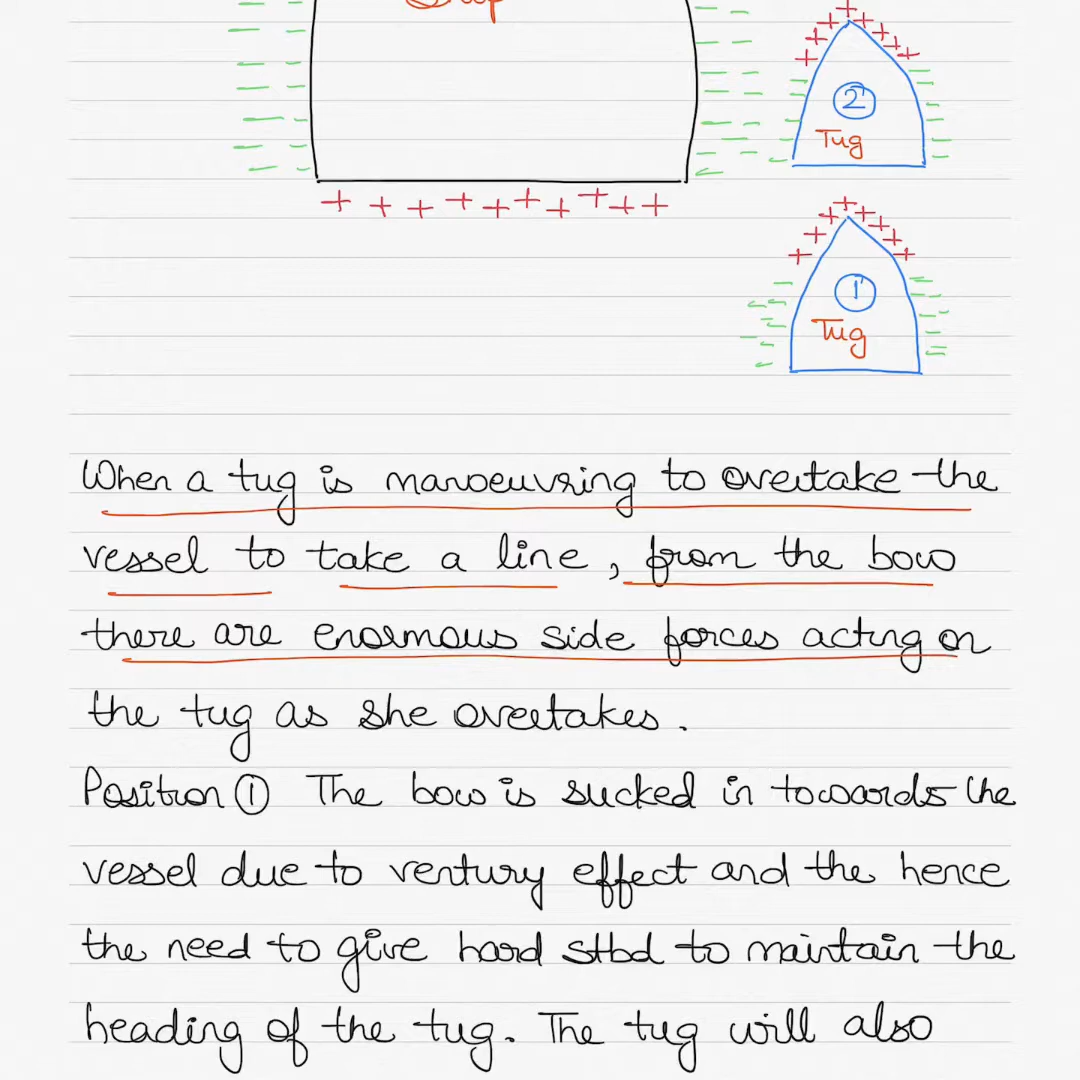 Ship
2
Tug
1
Tug
When a tug is manoeuvring to overtake the
vessel to take a line, from the bow
there are enormous side forces acting on
the tug as she overtakes.
Position ① The bow is sucked in towards the
vessel due to ventury effect and the hence
the need to give hard stbd to maintain the
heading of the tug. The tug will also